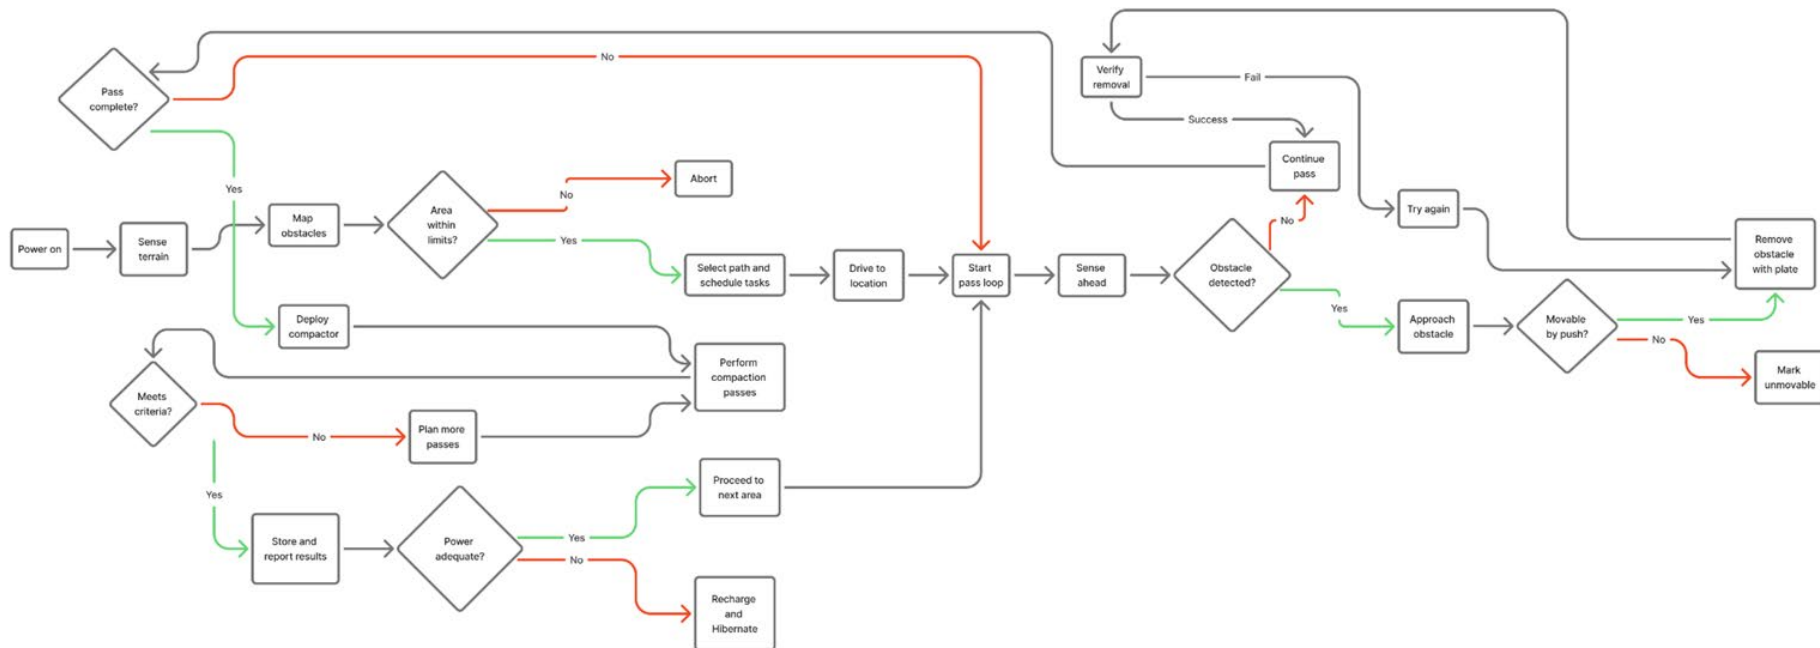 No
Pass
complete?
Verify
removal
Fail
Success
Continue
pass
Yes
Area
within
limits?
No
Abort
Try again
Map
obstacles
Power on
Sense
terrain
No
Remove
obstacle
with plate
Yes
Select path and
schedule tasks
Drive to
location
Start
pass loop
Sense
ahead
Obstacle
detected?
Yes
Deploy
compactor
Approach
obstacle
Movable
by push?
Yes
No
Mark
unmovable
Perform
compaction
passes
Meets
criteria?
No
Plan more
passes
Yes
Proceed to
next area
Store and
report results
Power
adequate?
Yes
No
Recharge
and
Hibernate